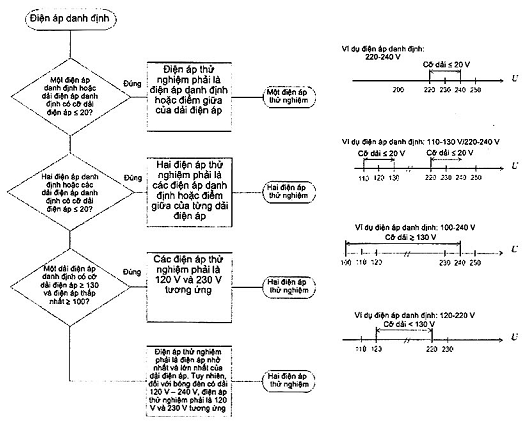 Điện áp danh định
Một điện áp
danh định hoặc
dải điện áp danh
định có cỡ dải
điện áp ≤ 20?
Đúng
Điện áp thử
nghiệm phải là
điện áp danh định
hoặc điểm giữa
của dải điện áp
Một điện áp
thử nghiệm
Hai điện áp danh
định hoặc các
dải điện áp danh
định có cỡ dải
điện áp ≤ 20?
Đúng
Hai điện áp thử
nghiệm phải là
các điện áp danh
định hoặc điểm
giữa của từng dải
điện áp
Hai điện áp
thử nghiệm
Một dải điện áp
danh định có cỡ
dải điện áp ≥ 130
và điện áp thấp
nhất ≥ 100?
Đúng
Các điện áp thử
nghiệm phải là
120 V và 230 V
tương ứng
Hai điện áp
thử nghiệm
Điện áp thử nghiệm
phải là điện áp nhỏ
nhất và lớn nhất của
dải điện áp. Tuy nhiên,
đối với bóng đèn có dải
120 V – 240 V, điện áp
thử nghiệm phải là 120
V và 230 V tương ứng
Hai điện áp
thử nghiệm
Ví dụ điện áp danh định:
220-240 V
Cỡ dải ≤ 20 V
U
200 220 230 240 250
Ví dụ điện áp danh định: 110-130 V/220-240 V
Cỡ dải ≤ 20 V Cỡ dải ≤ 20 V
U
110 120 130 220 230 240 250
Ví dụ điện áp danh định: 100-240 V
Cỡ dải ≥ 130 V
U
100 110 120 230 240 250
Ví dụ điện áp danh định: 120-220 V
Cỡ dải < 130 V
U
110 120 220 230